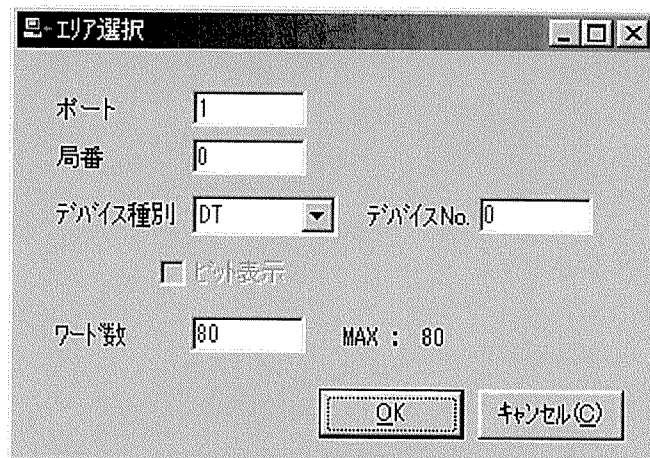 エリア選択
ポート 1
局番 0
デバイス種別 DT デバイスNo. 0
ビット表示
ワード数 80 MAX : 80
OK キャンセル(C)